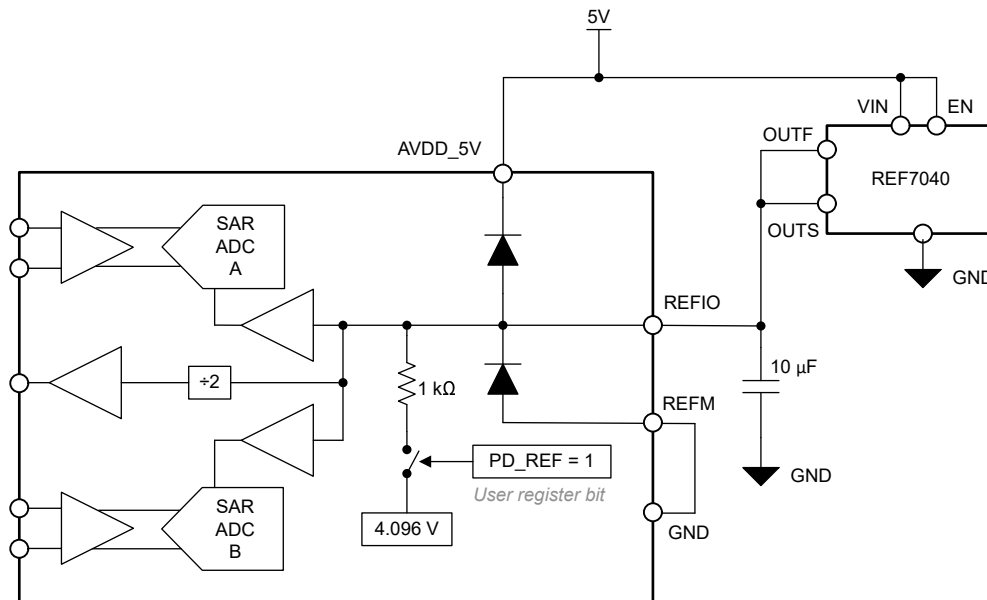 5V
VIN
EN
OUTF
AVDD_5V
REF7040
SAR
ADC
A
OUTS
GND
REFIO
÷2
1 kΩ
10 µF
REFM
PD_REF = 1
User register bit
GND
SAR
ADC
B
4.096 V
GND